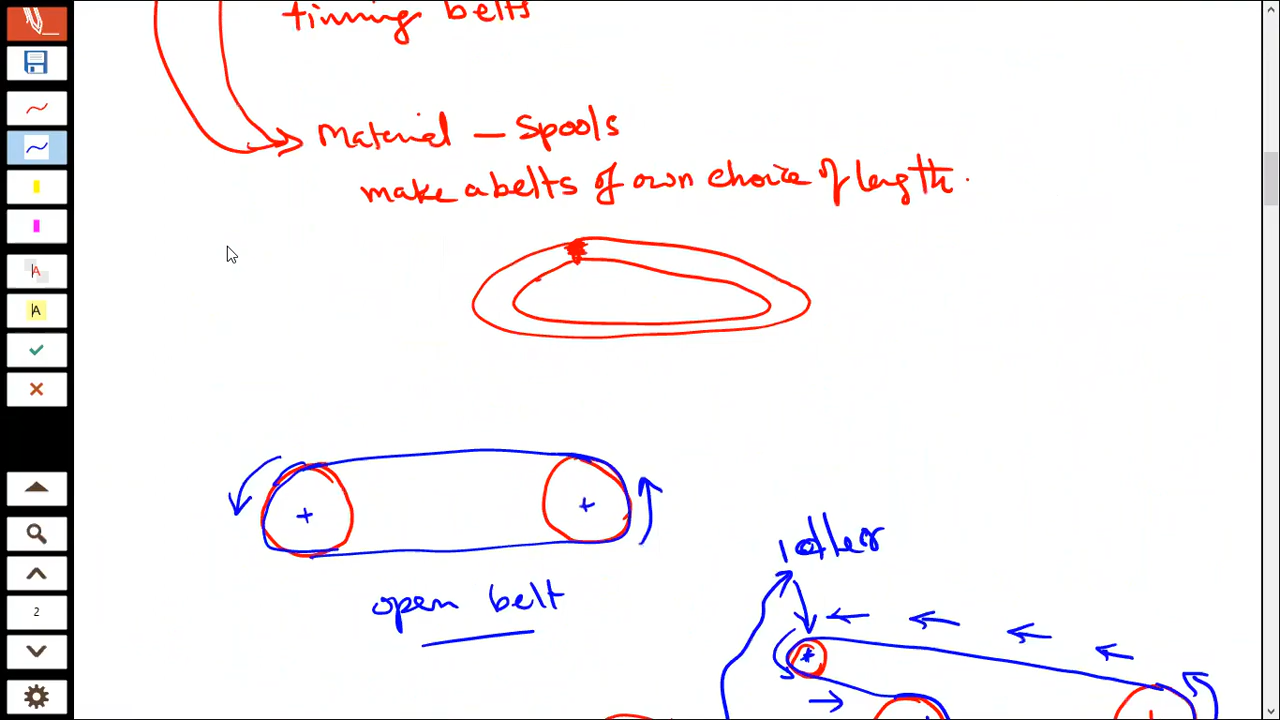 timing belts
Material - Spools
make a belts of own choice of length.
open belt
idler
A
A
2